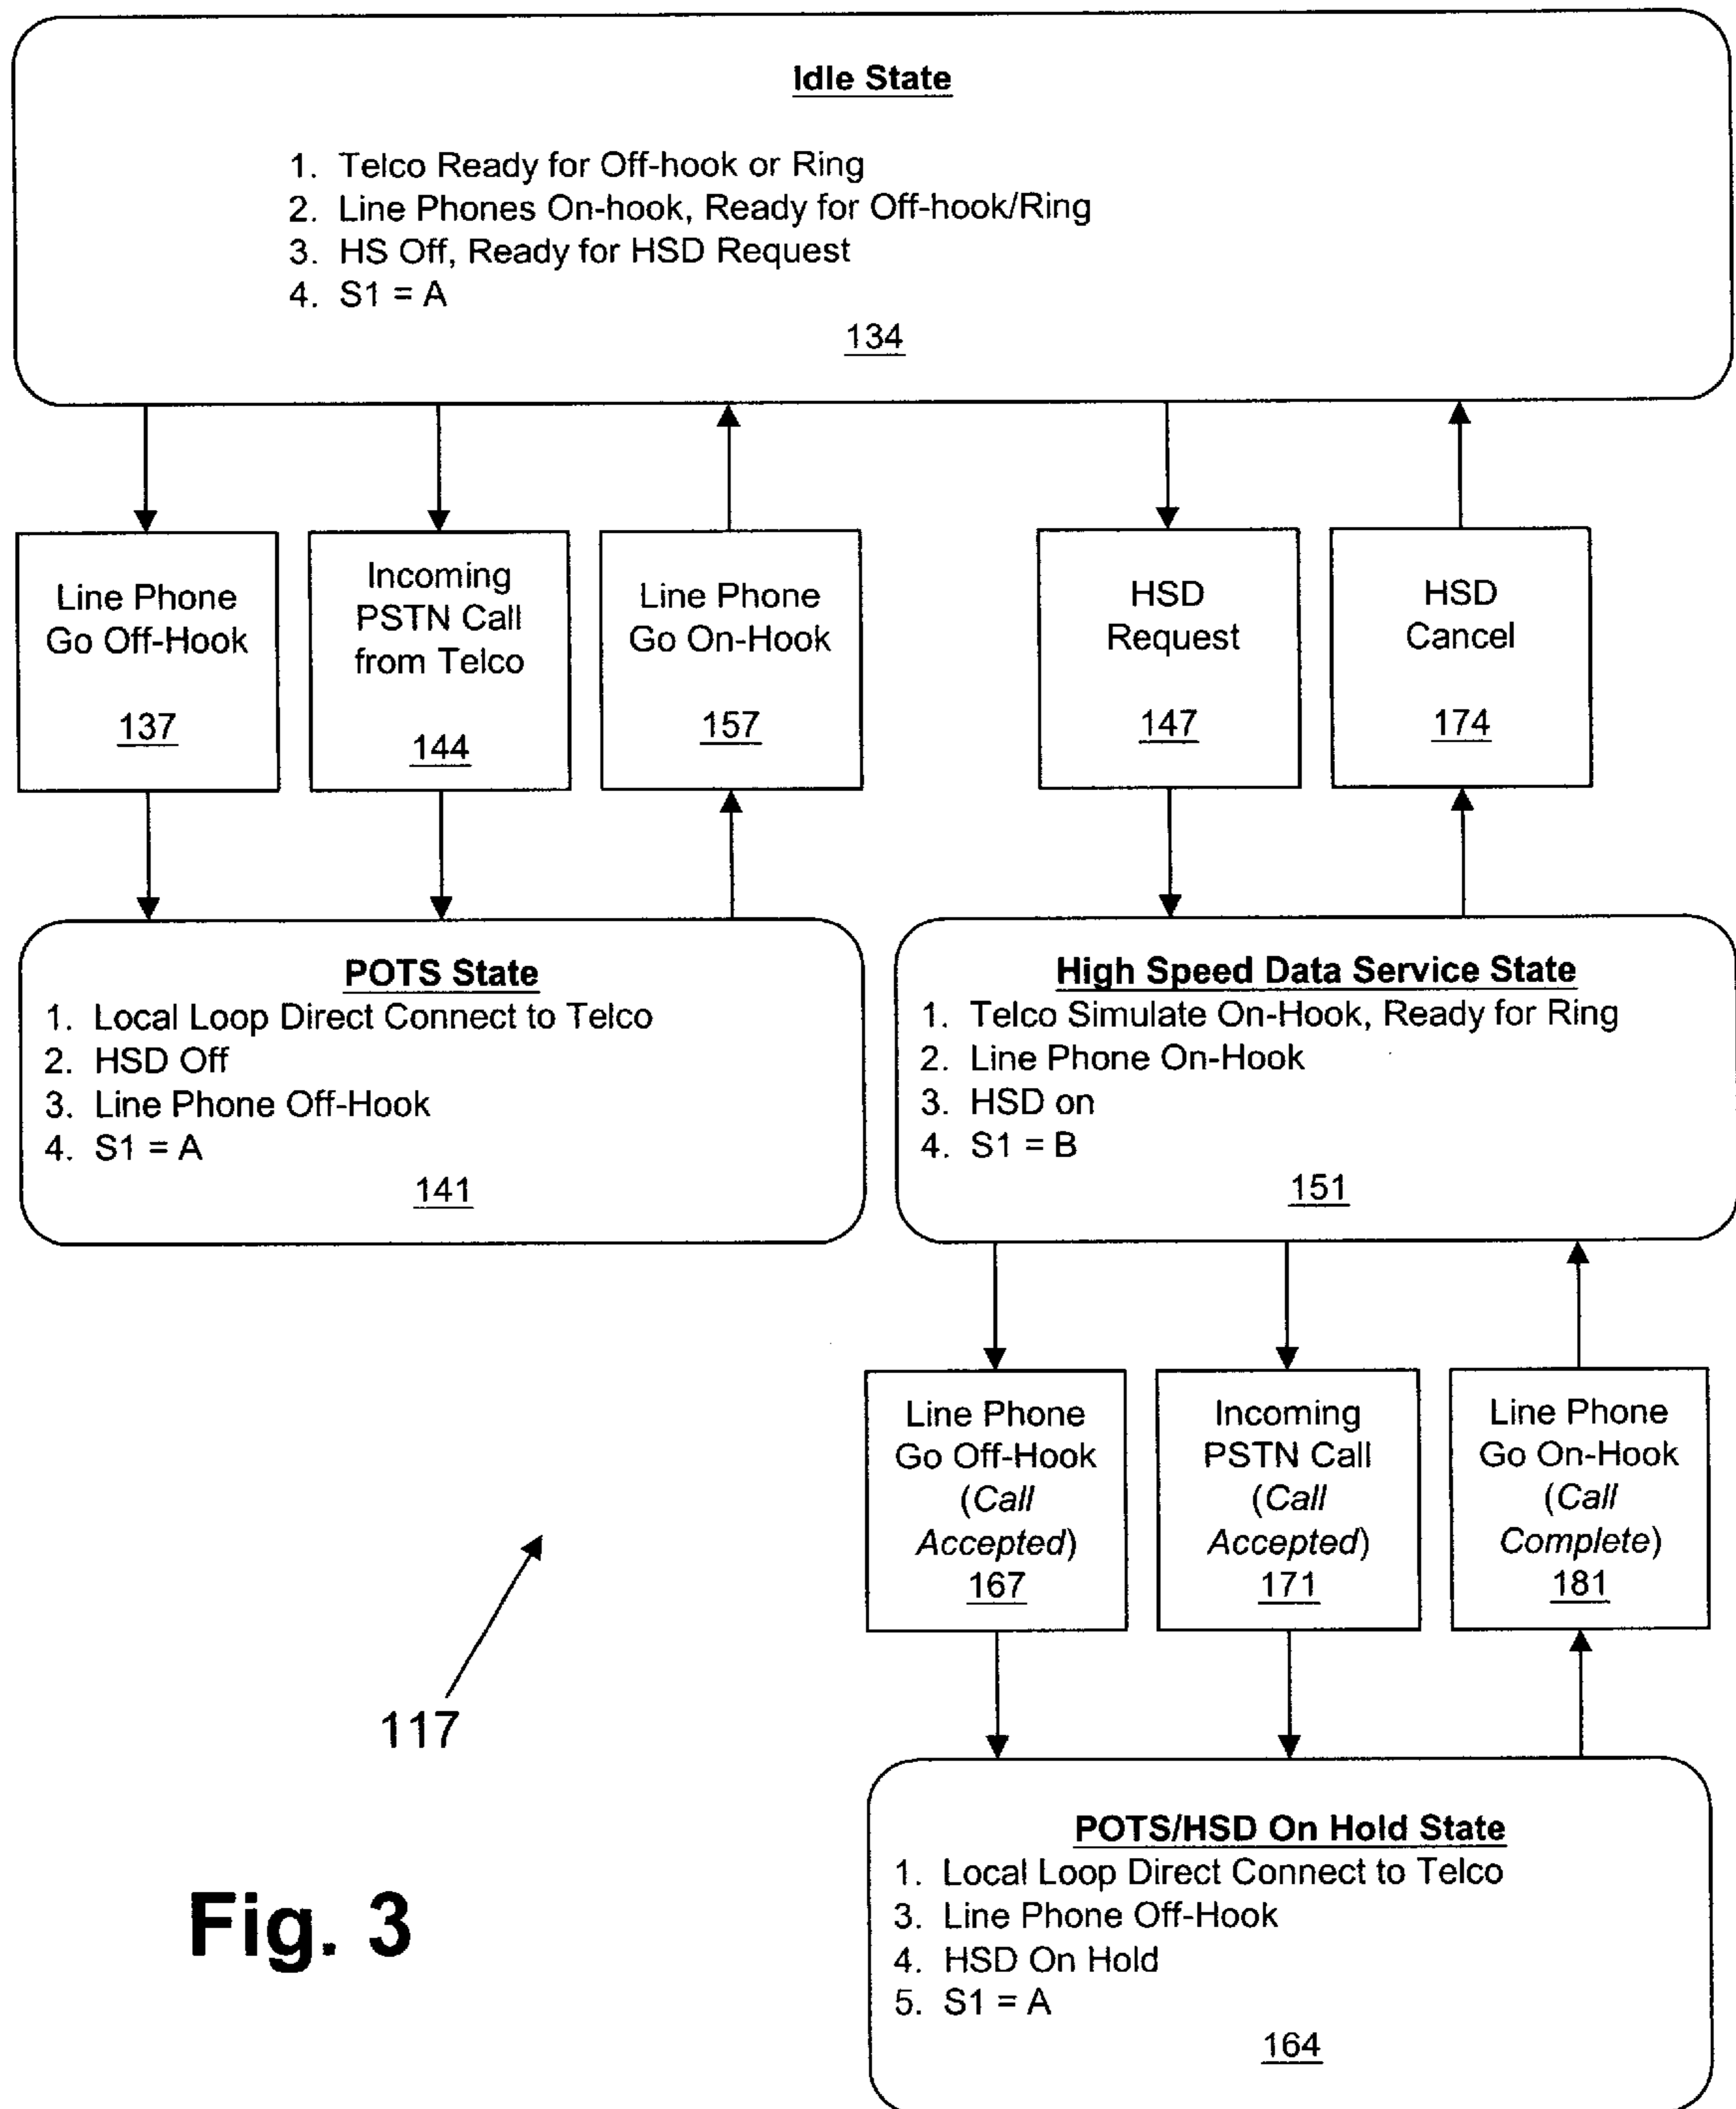 Idle State
1. Telco Ready for Off-hook or Ring
2. Line Phones On-hook, Ready for Off-hook/Ring
3. HS Off, Ready for HSD Request
4. S1 = A
134
Line Phone
Go Off-Hook
137
Incoming
PSTN Call
from Telco
144
Line Phone
Go On-Hook
157
HSD
Request
147
HSD
Cancel
174
POTS State
1. Local Loop Direct Connect to Telco
2. HSD Off
3. Line Phone Off-Hook
4. S1 = A
141
High Speed Data Service State
1. Telco Simulate On-Hook, Ready for Ring
2. Line Phone On-Hook
3. HSD on
4. S1 = B
151
Line Phone
Go Off-Hook
(Call
Accepted)
167
Incoming
PSTN Call
(Call
Accepted)
171
Line Phone
Go On-Hook
(Call
Complete)
181
117
POTS/HSD On Hold State
1. Local Loop Direct Connect to Telco
3. Line Phone Off-Hook
4. HSD On Hold
5. S1 = A
164
Fig. 3